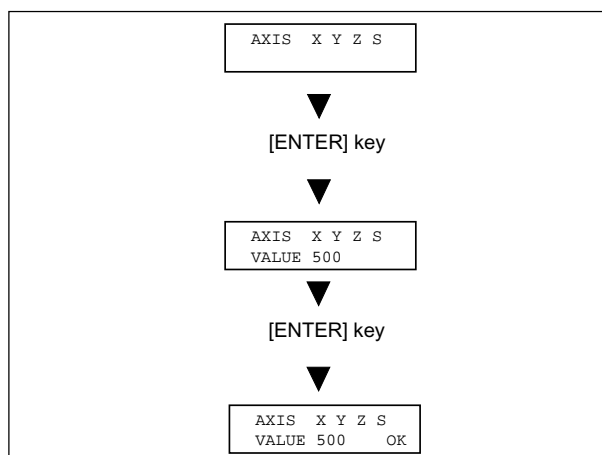 AXIS X Y Z S
[ENTER] key
AXIS X Y Z S
VALUE 500
[ENTER] key
AXIS X Y Z S
VALUE 500 OK